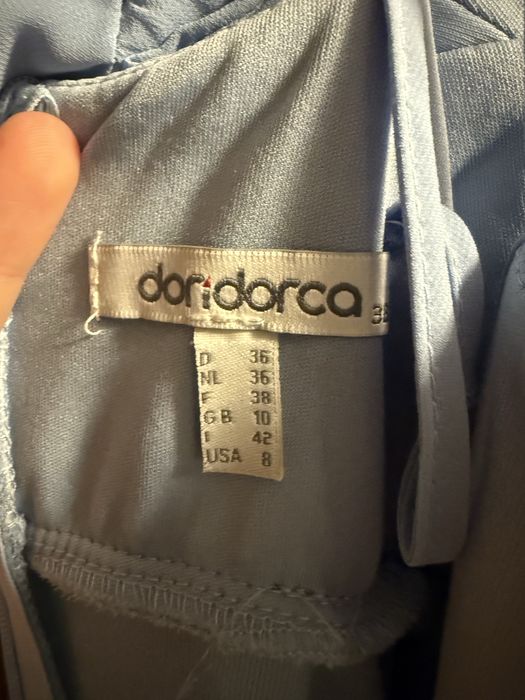 doridorca
D 36
NL 36
F 38
GB 10
I 42
USA 8